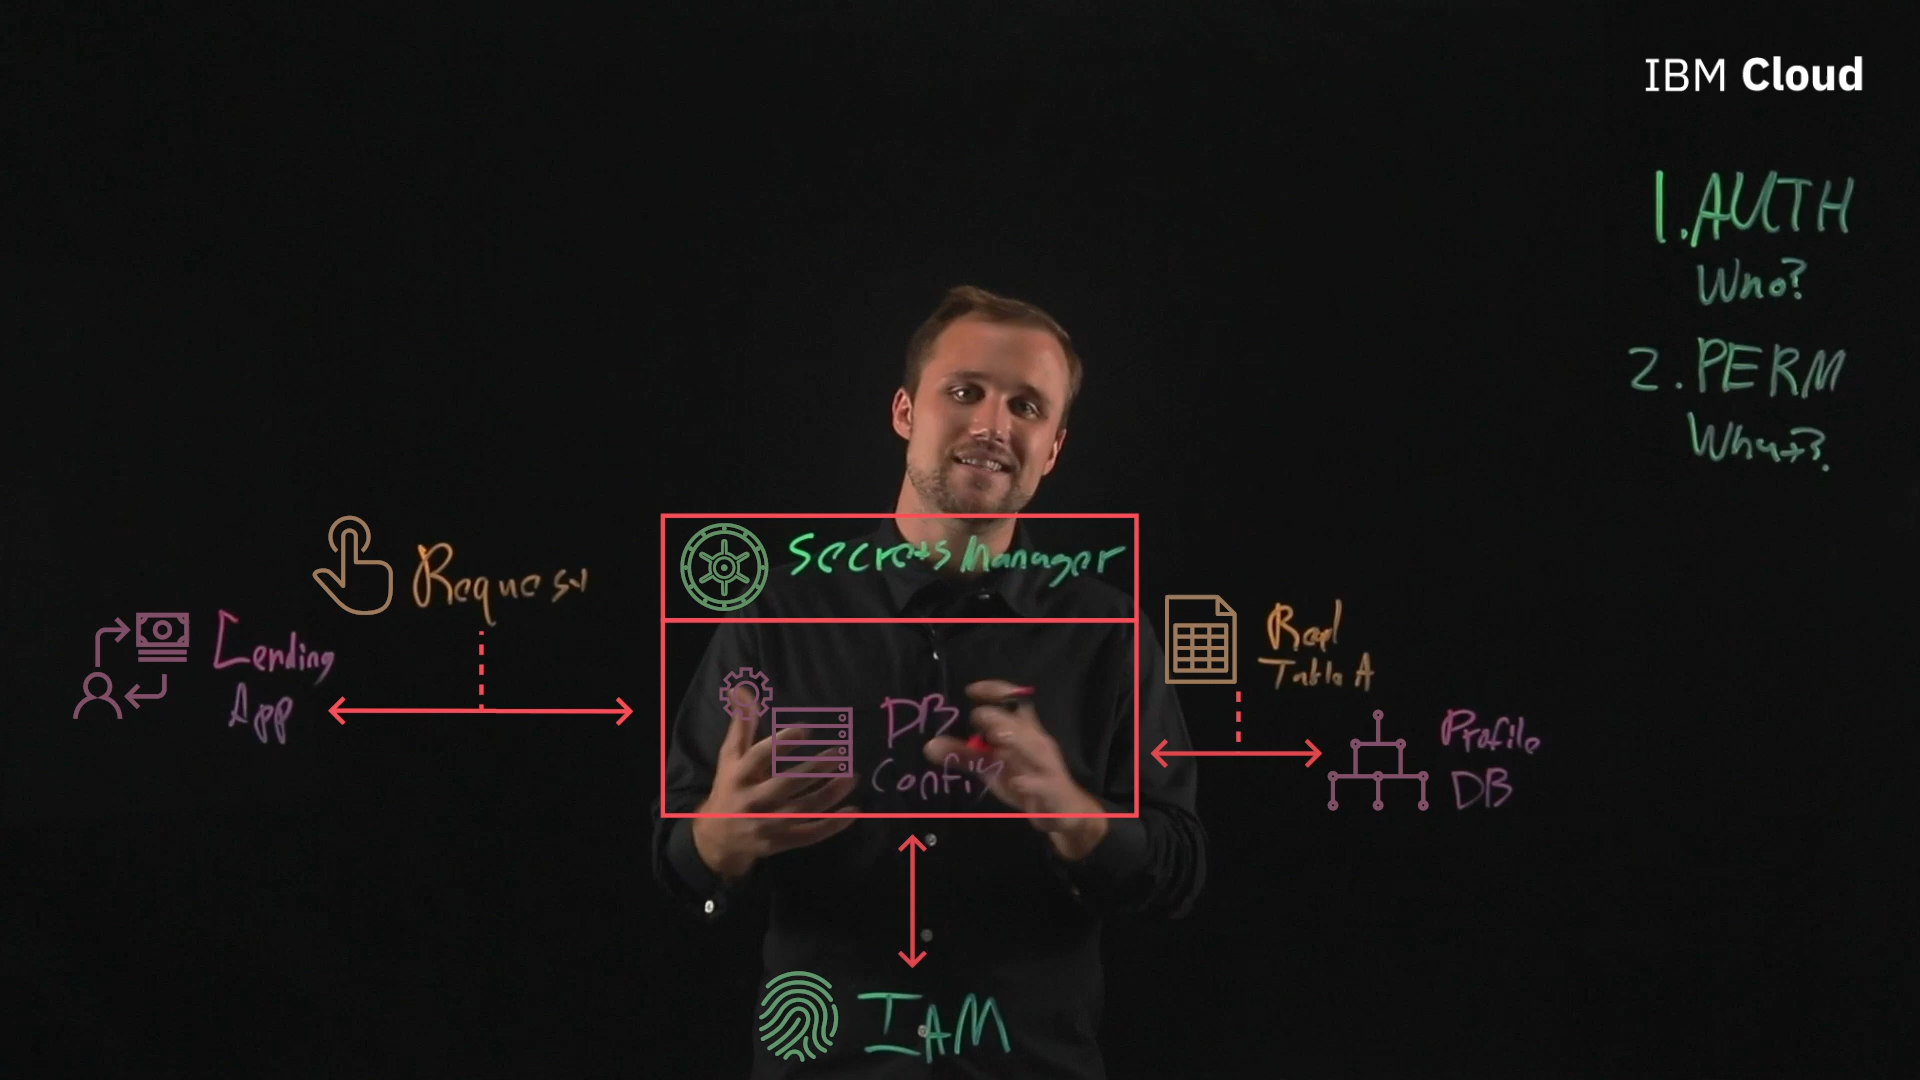 IBM Cloud
1. AUTH
Who?
2. PERM
What?
Request
Lending
App
Secrets Manager
DB
Config
Read
Table A
Profile
DB
IAM